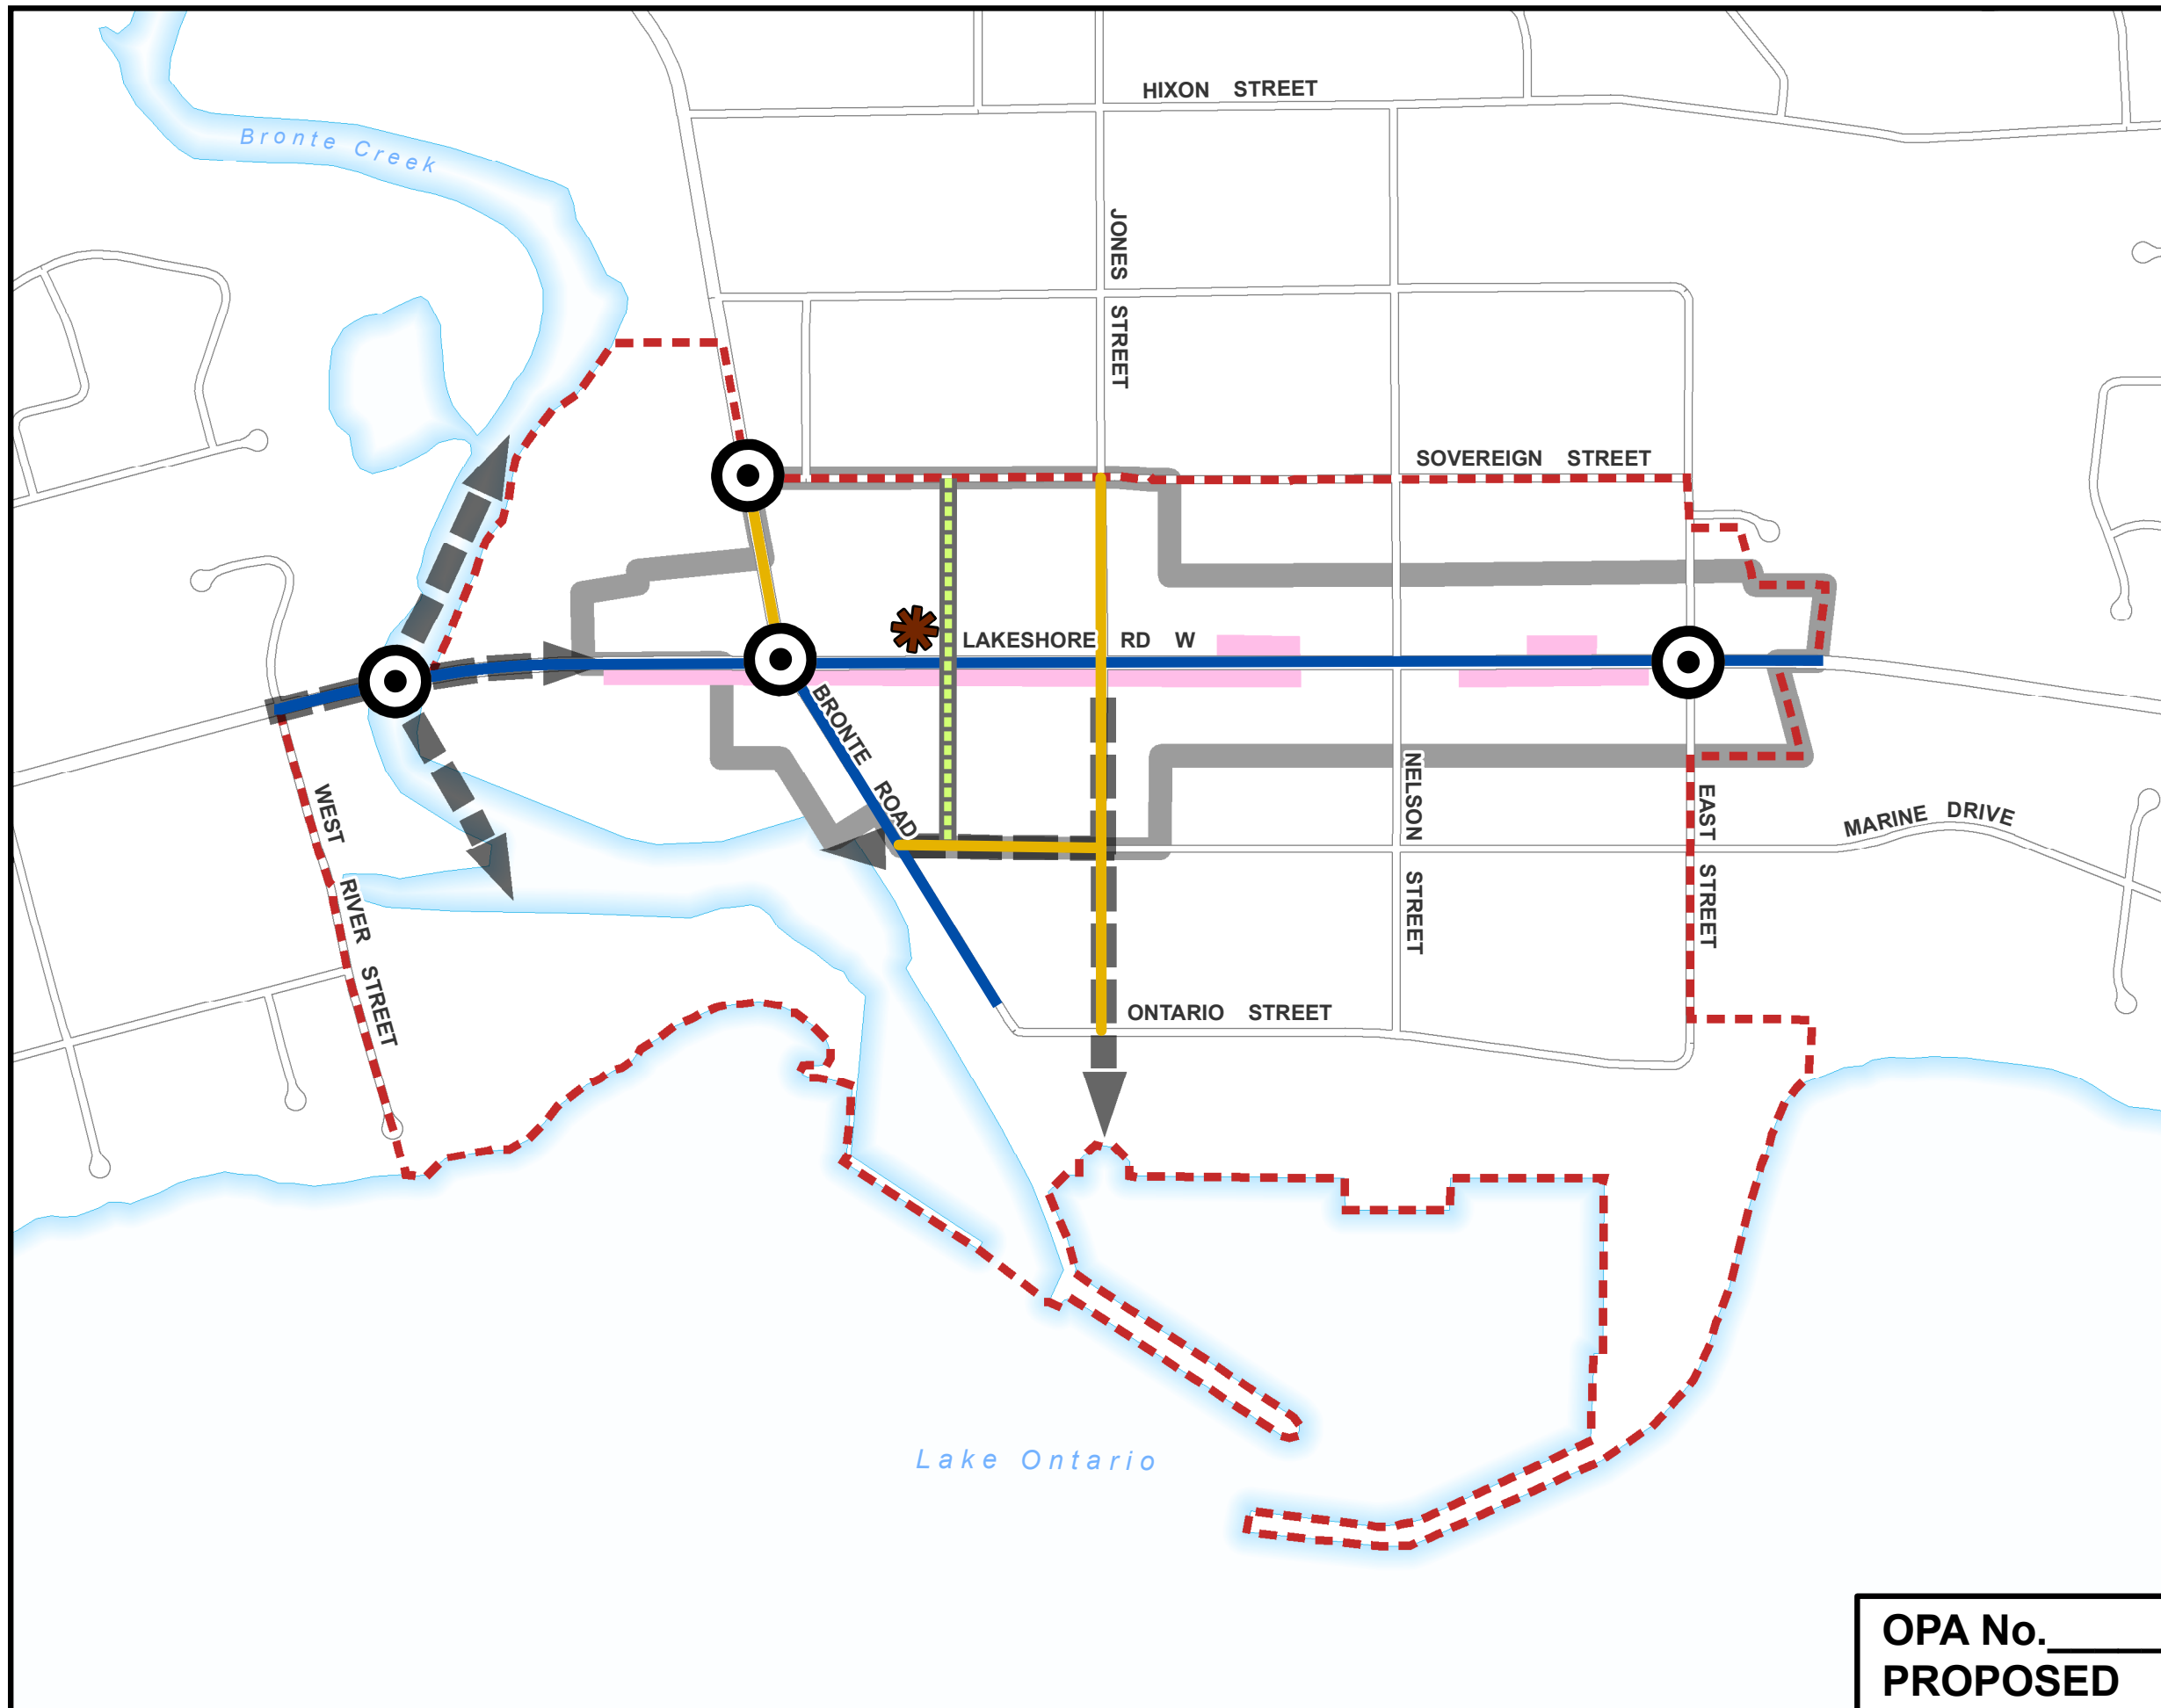 HIXON STREET
Bronte Creek
JONES STREET
SOVEREIGN STREET
LAKESHORE RD W
BRONTE ROAD
WEST RIVER STREET
NELSON STREET
EAST STREET
MARINE DRIVE
ONTARIO STREET
Lake Ontario
OPA No.
PROPOSED